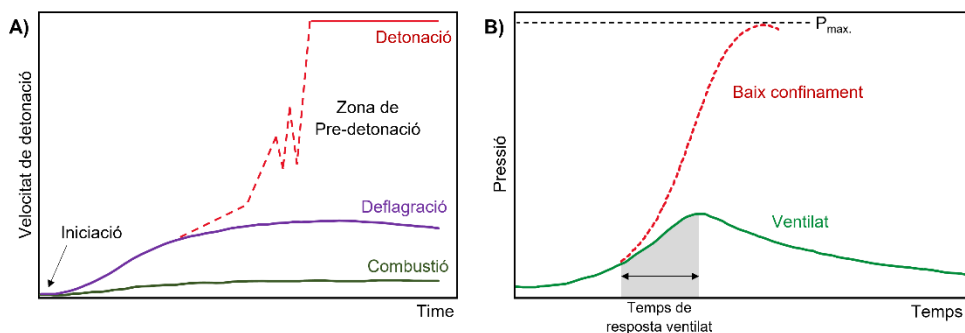 A)
Velocitat de detonació
Detonació
Zona de
Pre-detonació
Deflagració
Iniciació
Combustió
Time
B)
Pressió
P max.
Baix confinament
Ventilat
Temps de
resposta ventilat
Temps